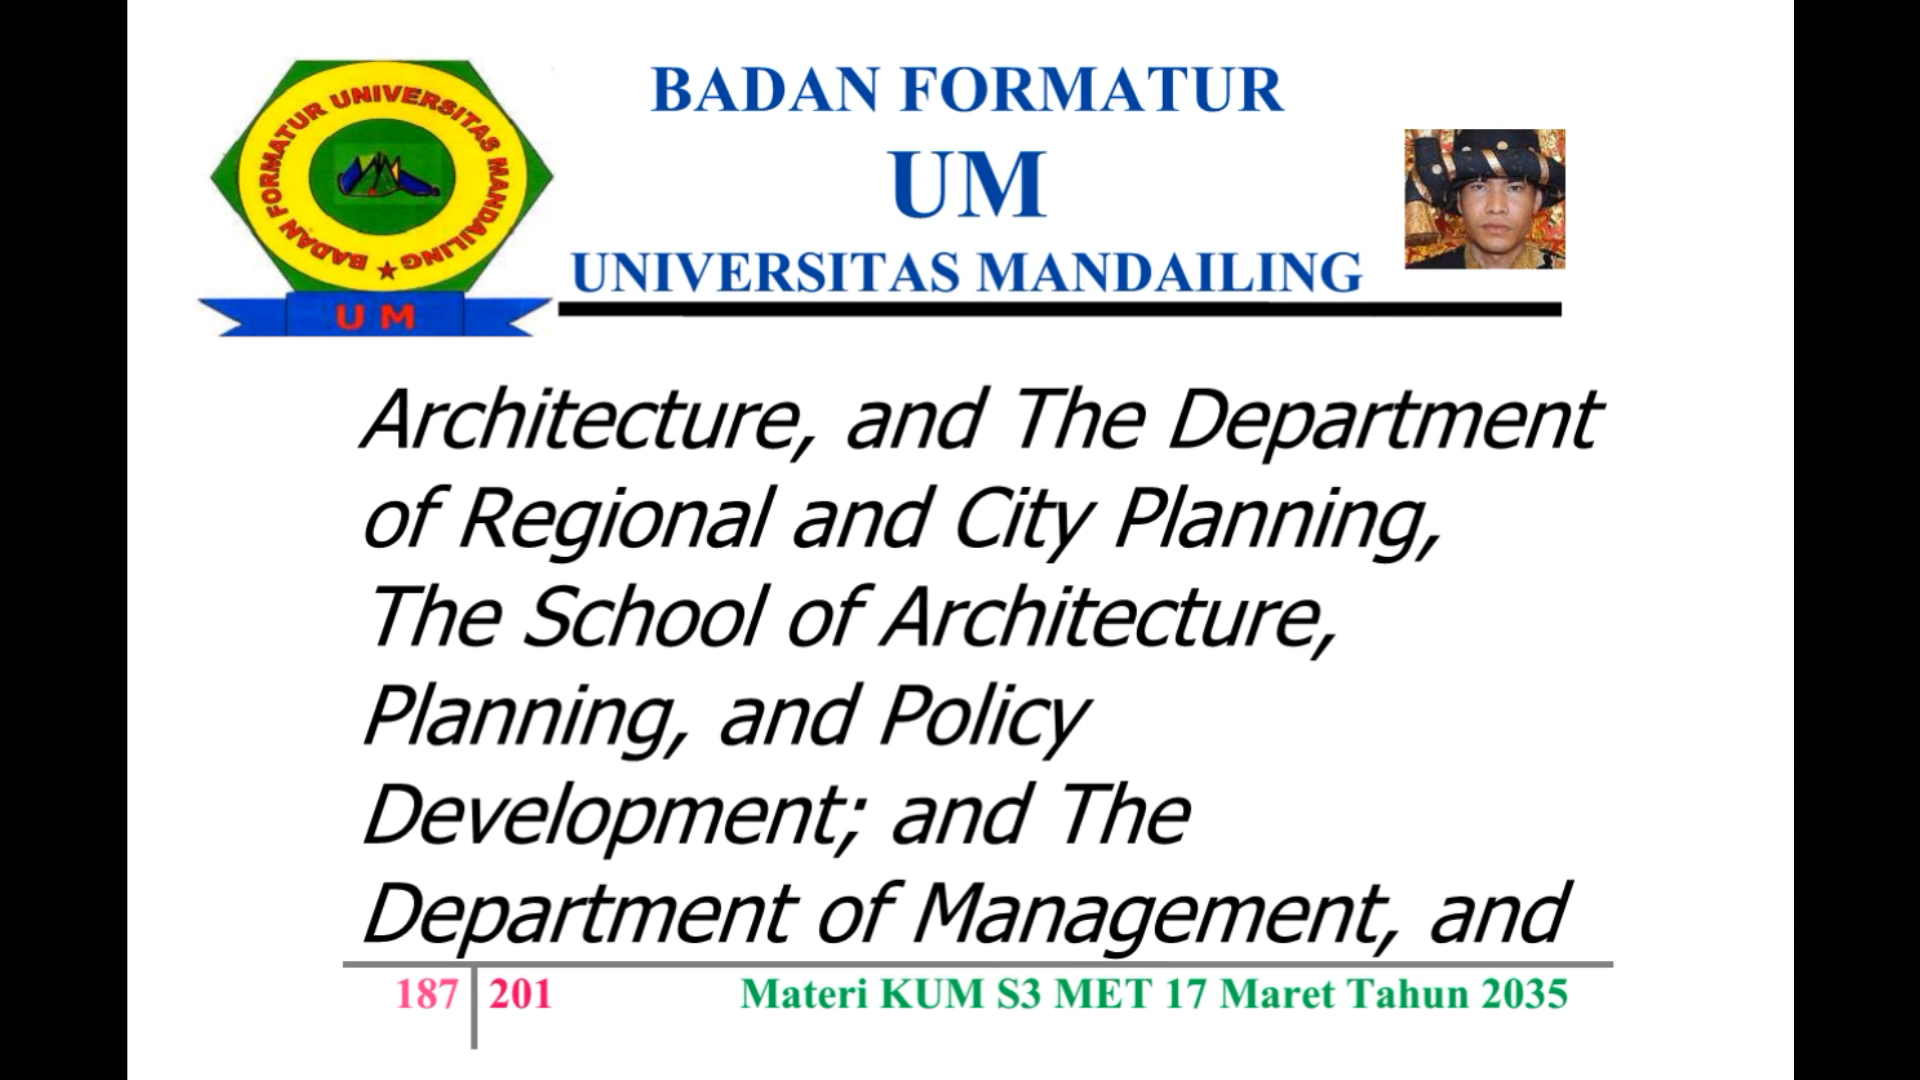 BADAN FORMATUR UNIVERSITAS MANDAILING
U M
BADAN FORMATUR
UM
UNIVERSITAS MANDAILING
Architecture, and The Department
of Regional and City Planning,
The School of Architecture,
Planning, and Policy
Development; and The
Department of Management, and
187 201 Materi KUM S3 MET 17 Maret Tahun 2035